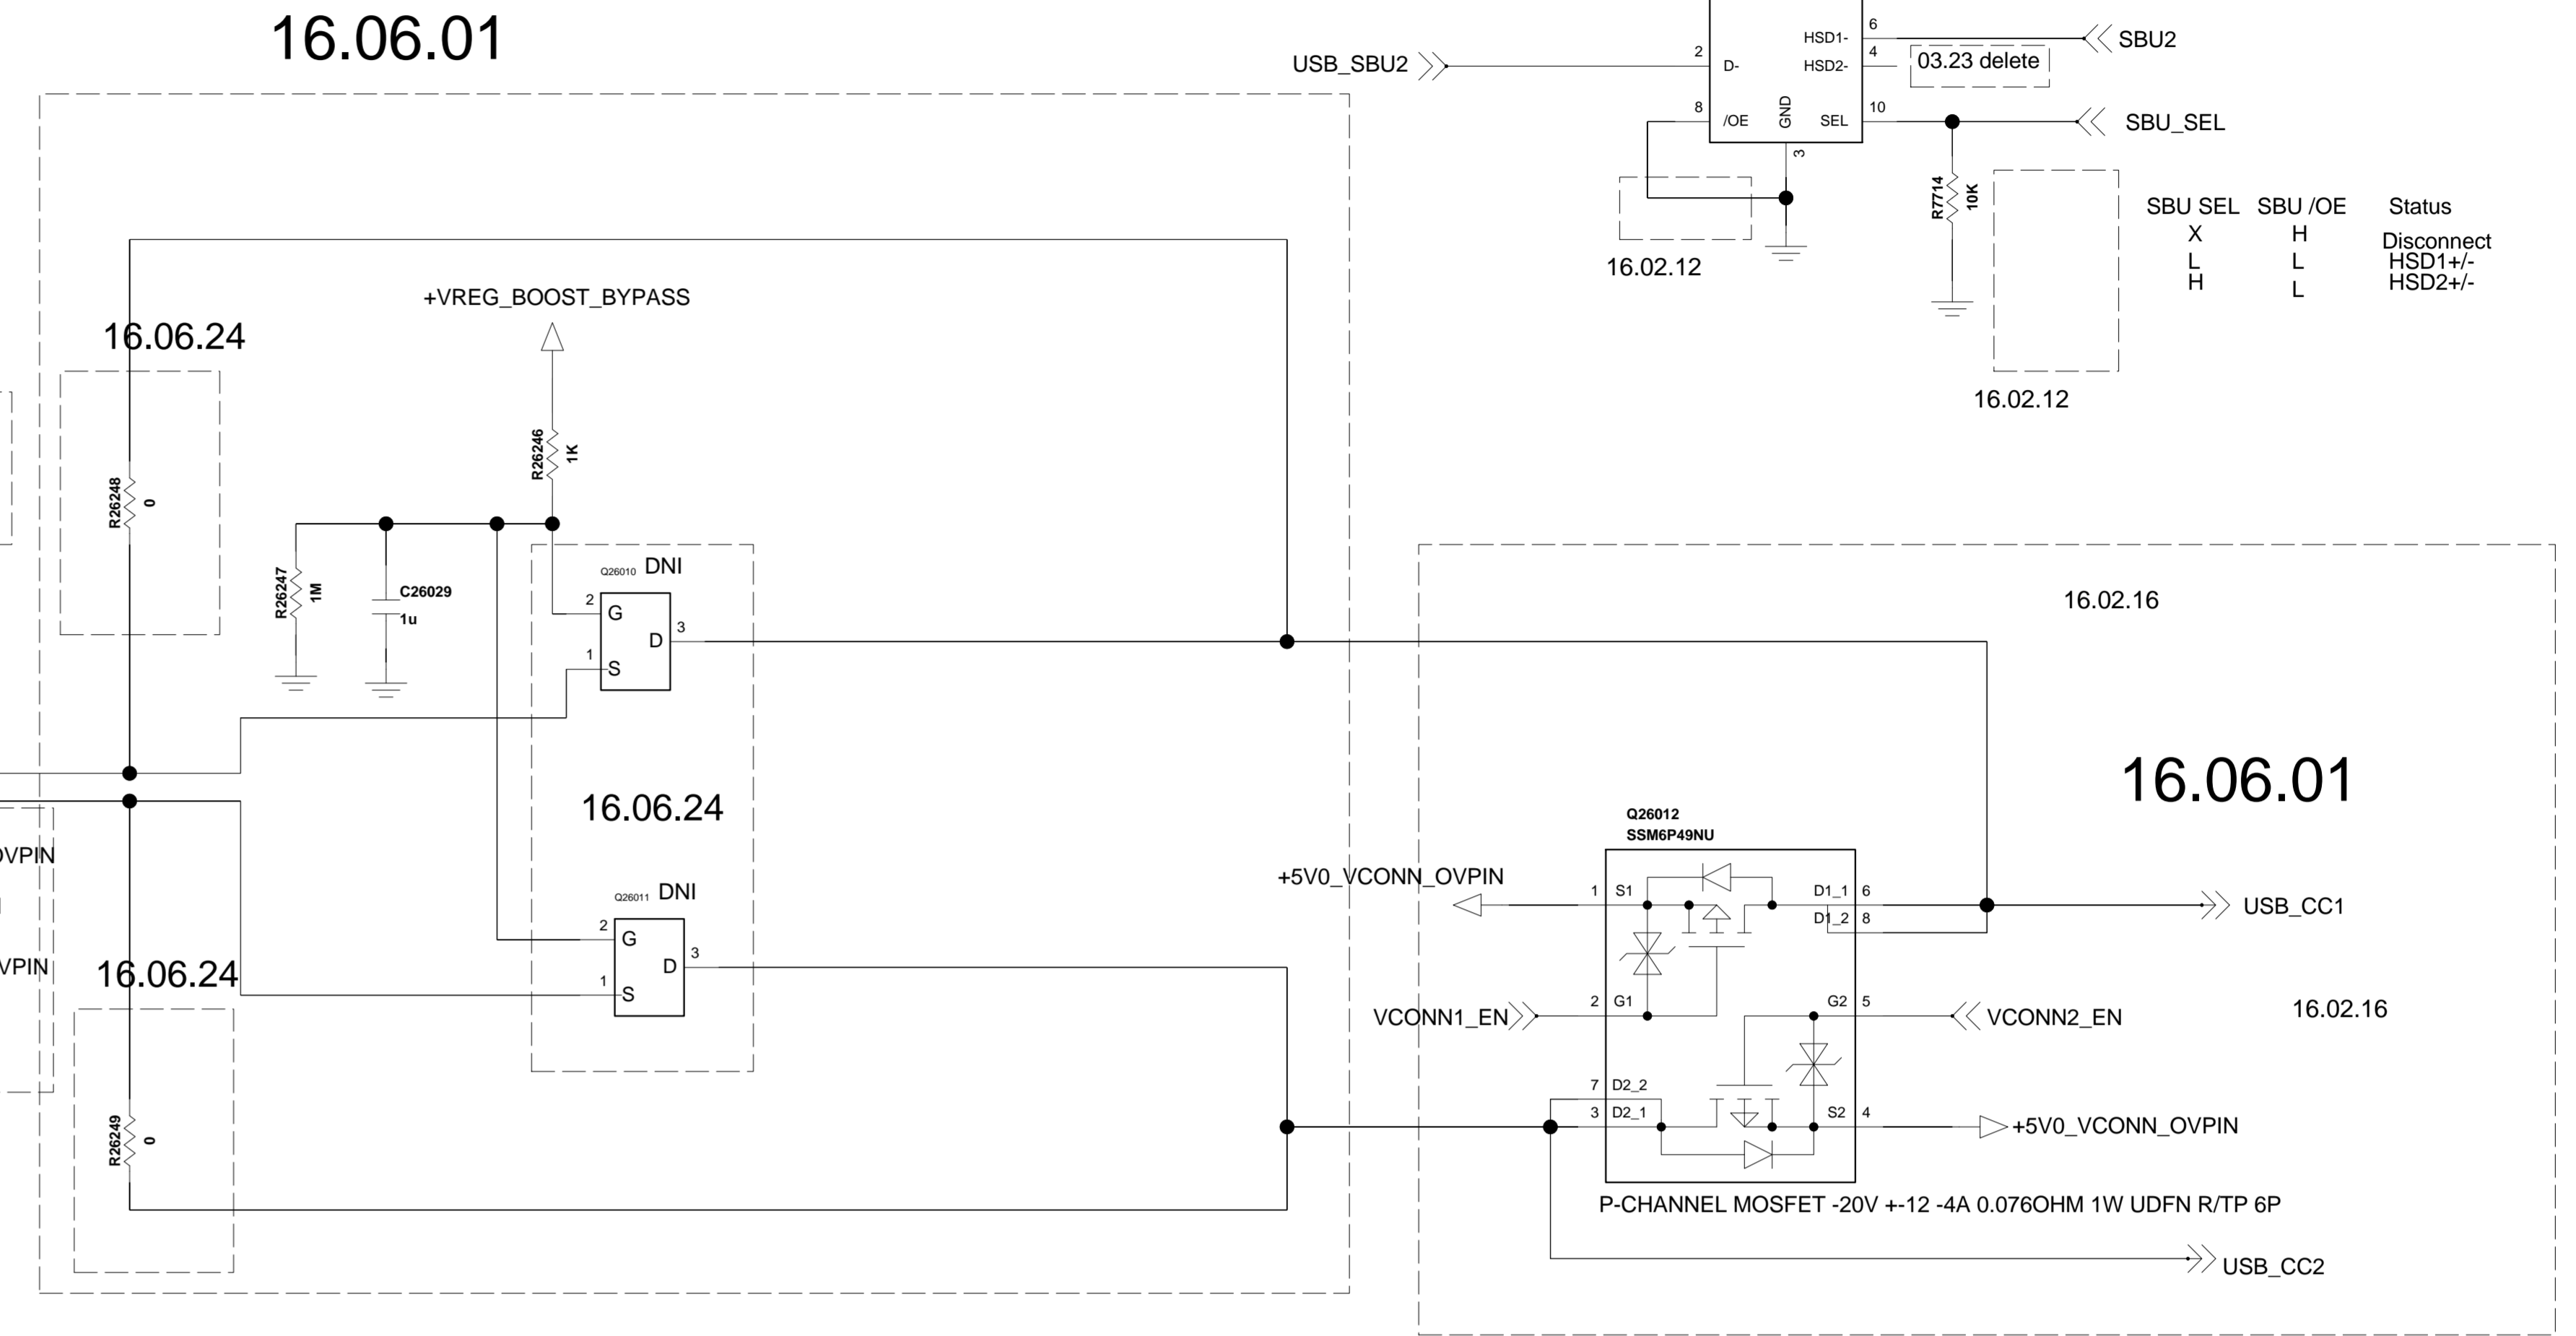 16.06.01
USB_SBU2
2
D-
HSD1-
6
SBU2
HSD2-
4
03.23 delete
8
/OE
GND
SEL
10
SBU_SEL
3
R7714
10K
16.02.12
16.02.12
SBU SEL SBU /OE Status
X H Disconnect
L L HSD1+/-
H L HSD2+/-
+VREG_BOOST_BYPASS
16.06.24
R26246
1K
R26248
0
R26247
1M
C26029
1u
Q26010 DNI
2
G
D
3
1
S
16.06.24
Q26011 DNI
2
G
D
3
1
S
OVPIN
VPIN
16.06.24
R26249
0
16.02.16
16.06.01
Q26012
SSM6P49NU
+5V0_VCONN_OVPIN
1
S1
D1_1
6
D1_2
8
USB_CC1
VCONN1_EN
2
G1
G2
5
VCONN2_EN
16.02.16
7
D2_2
3
D2_1
S2
4
+5V0_VCONN_OVPIN
P-CHANNEL MOSFET -20V +-12 -4A 0.076OHM 1W UDFN R/TP 6P
USB_CC2